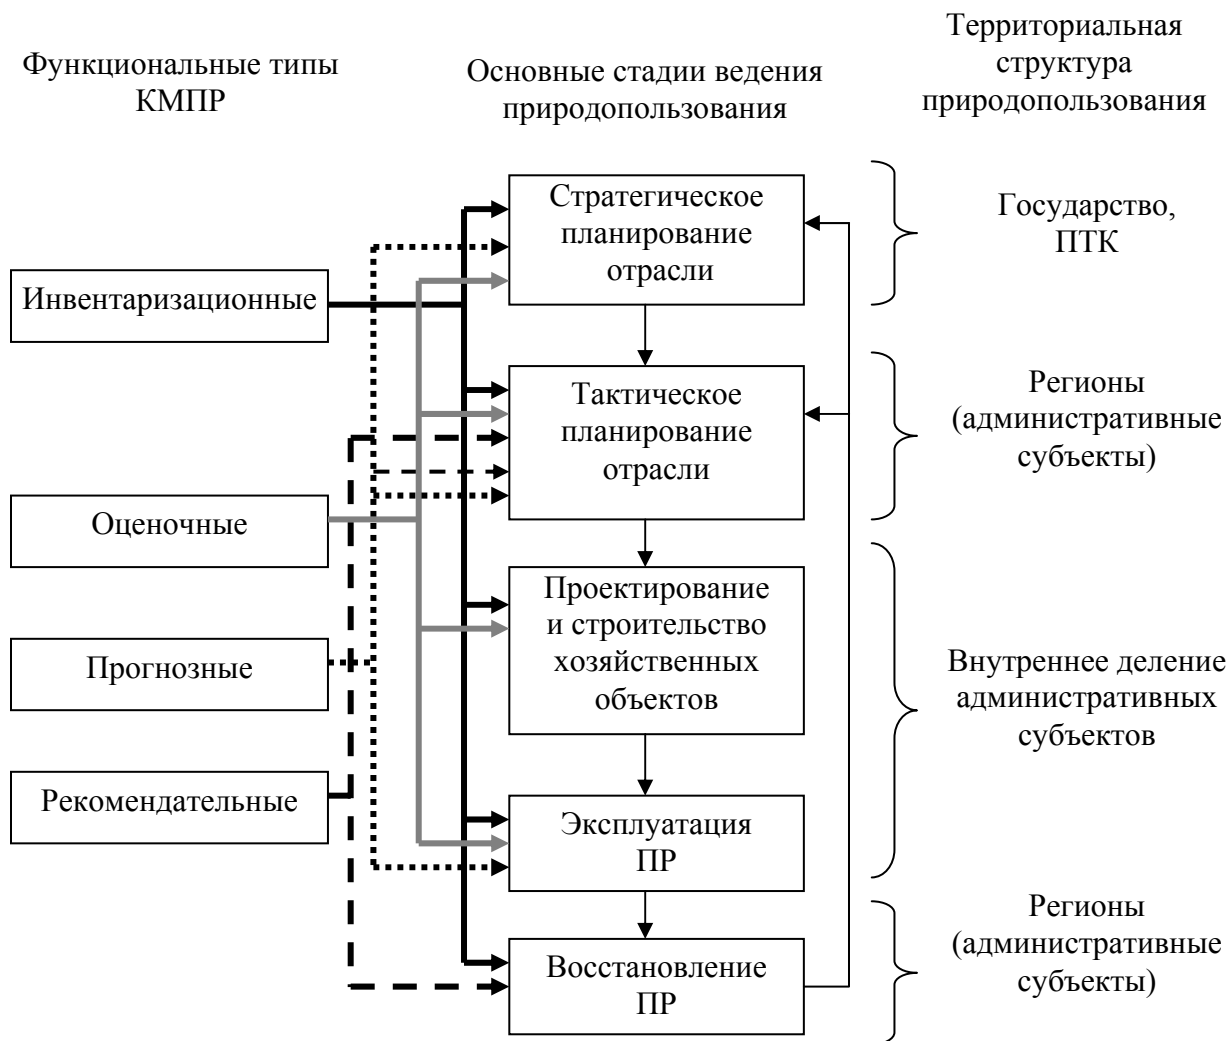 Функциональные типы
КМПР
Основные стадии ведения
природопользования
Территориальная
структура
природопользования
Инвентаризационные
Оценочные
Прогнозные
Рекомендательные
Стратегическое
планирование
отрасли
Тактическое
планирование
отрасли
Проектирование
и строительство
хозяйственных
объектов
Эксплуатация
ПР
Восстановление
ПР
Государство,
ПТК
Регионы
(административные
субъекты)
Внутреннее деление
административных
субъектов
Регионы
(административные
субъекты)